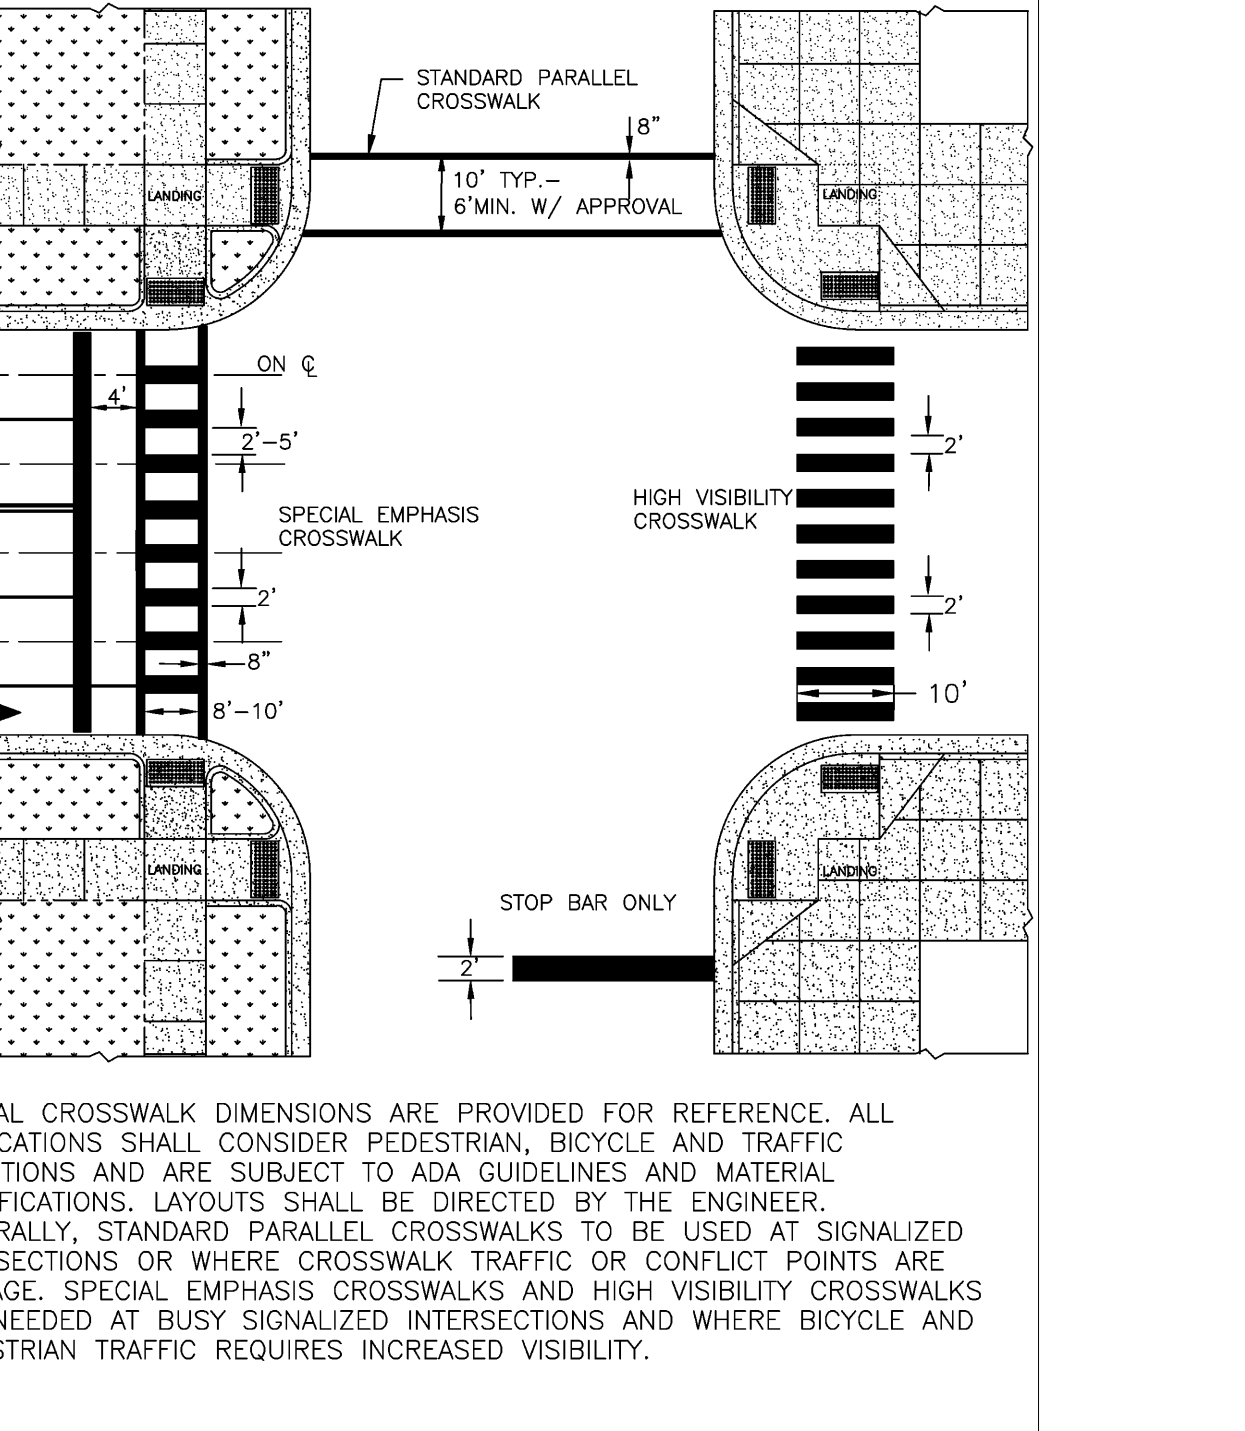 STANDARD PARALLEL
CROSSWALK
8"
10' TYP.-
6'MIN. W/ APPROVAL
LANDING
LANDING
ON ℄
4'
2'-5'
2'
HIGH VISIBILITY
CROSSWALK
SPECIAL EMPHASIS
CROSSWALK
2'
2'
8"
10'
8'-10'
LANDING
LANDING
STOP BAR ONLY
2'
AL CROSSWALK DIMENSIONS ARE PROVIDED FOR REFERENCE. ALL
CATIONS SHALL CONSIDER PEDESTRIAN, BICYCLE AND TRAFFIC
TIONS AND ARE SUBJECT TO ADA GUIDELINES AND MATERIAL
FICATIONS. LAYOUTS SHALL BE DIRECTED BY THE ENGINEER.
RALLY, STANDARD PARALLEL CROSSWALKS TO BE USED AT SIGNALIZED
SECTIONS OR WHERE CROSSWALK TRAFFIC OR CONFLICT POINTS ARE
AGE. SPECIAL EMPHASIS CROSSWALKS AND HIGH VISIBILITY CROSSWALKS
NEEDED AT BUSY SIGNALIZED INTERSECTIONS AND WHERE BICYCLE AND
STRIAN TRAFFIC REQUIRES INCREASED VISIBILITY.